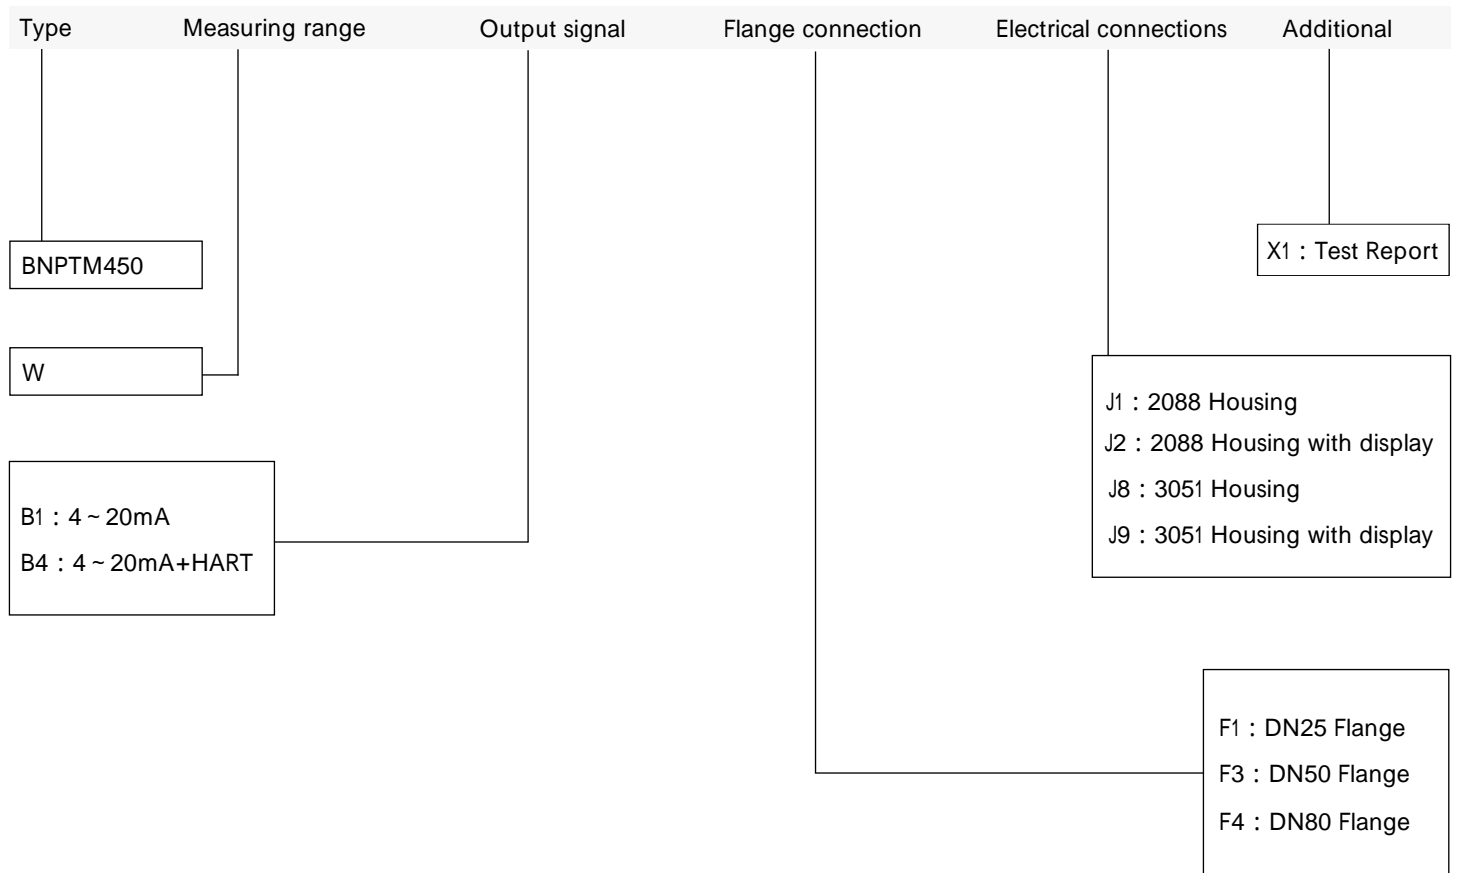 Type Measuring range Output signal Flange connection Electrical connections Additional
BNPTM450
X1：Test Report
W
J1：2088 Housing
J2：2088 Housing with display
J8：3051 Housing
J9：3051 Housing with display
B1：4～20mA
B4：4～20mA+HART
F1：DN25 Flange
F3：DN50 Flange
F4：DN80 Flange